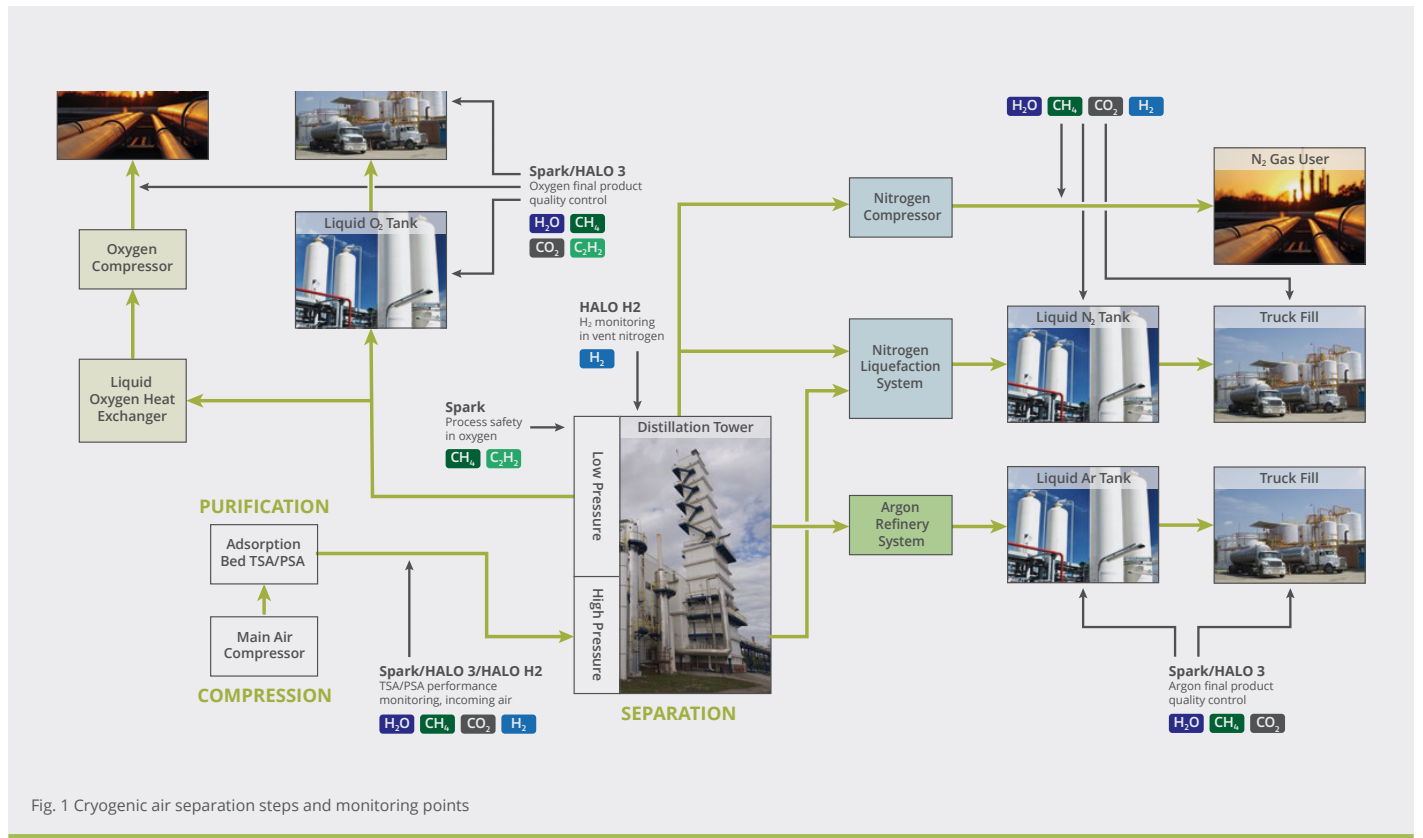 H₂O CH₄ CO₂ H₂
N₂ Gas User
Spark/HALO 3
Oxygen final product
quality control
H₂O CH₄
CO₂ C₂H₂
Nitrogen
Compressor
Liquid O₂ Tank
Oxygen
Compressor
HALO H2
H₂ monitoring
in vent nitrogen
H₂
Liquid N₂ Tank
Truck Fill
Nitrogen
Liquefaction
System
Liquid
Oxygen Heat
Exchanger
Spark
Process safety
in oxygen
CH₄ C₂H₂
Distillation Tower
Low Pressure
High Pressure
Liquid Ar Tank
Truck Fill
Argon
Refinery
System
PURIFICATION
Adsorption
Bed TSA/PSA
Main Air
Compressor
COMPRESSION
Spark/HALO 3/HALO H2
TSA/PSA performance
monitoring, incoming air
H₂O CH₄ CO₂ H₂
SEPARATION
Spark/HALO 3
Argon final product
quality control
H₂O CH₄ CO₂
Fig. 1 Cryogenic air separation steps and monitoring points